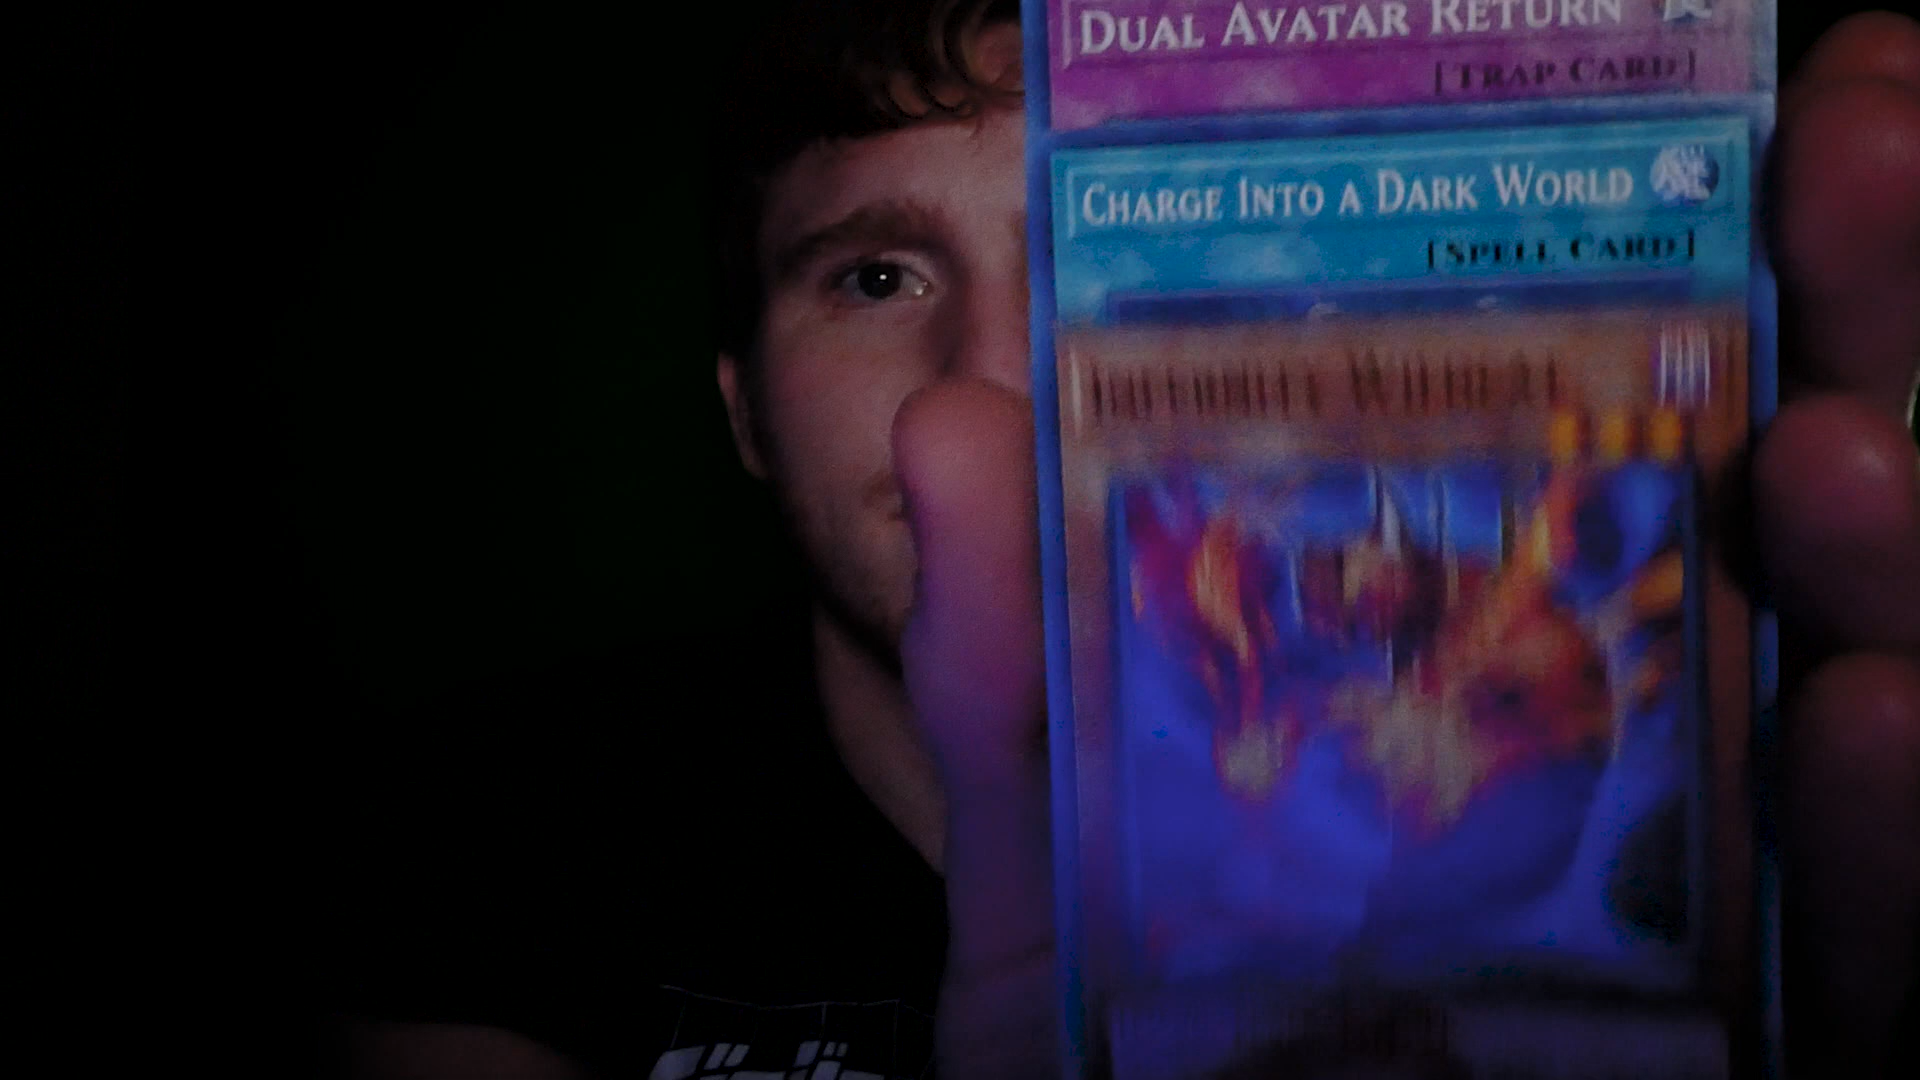 DUAL AVATAR RETURN
[TRAP CARD]
CHARGE INTO A DARK WORLD
[SPELL CARD]